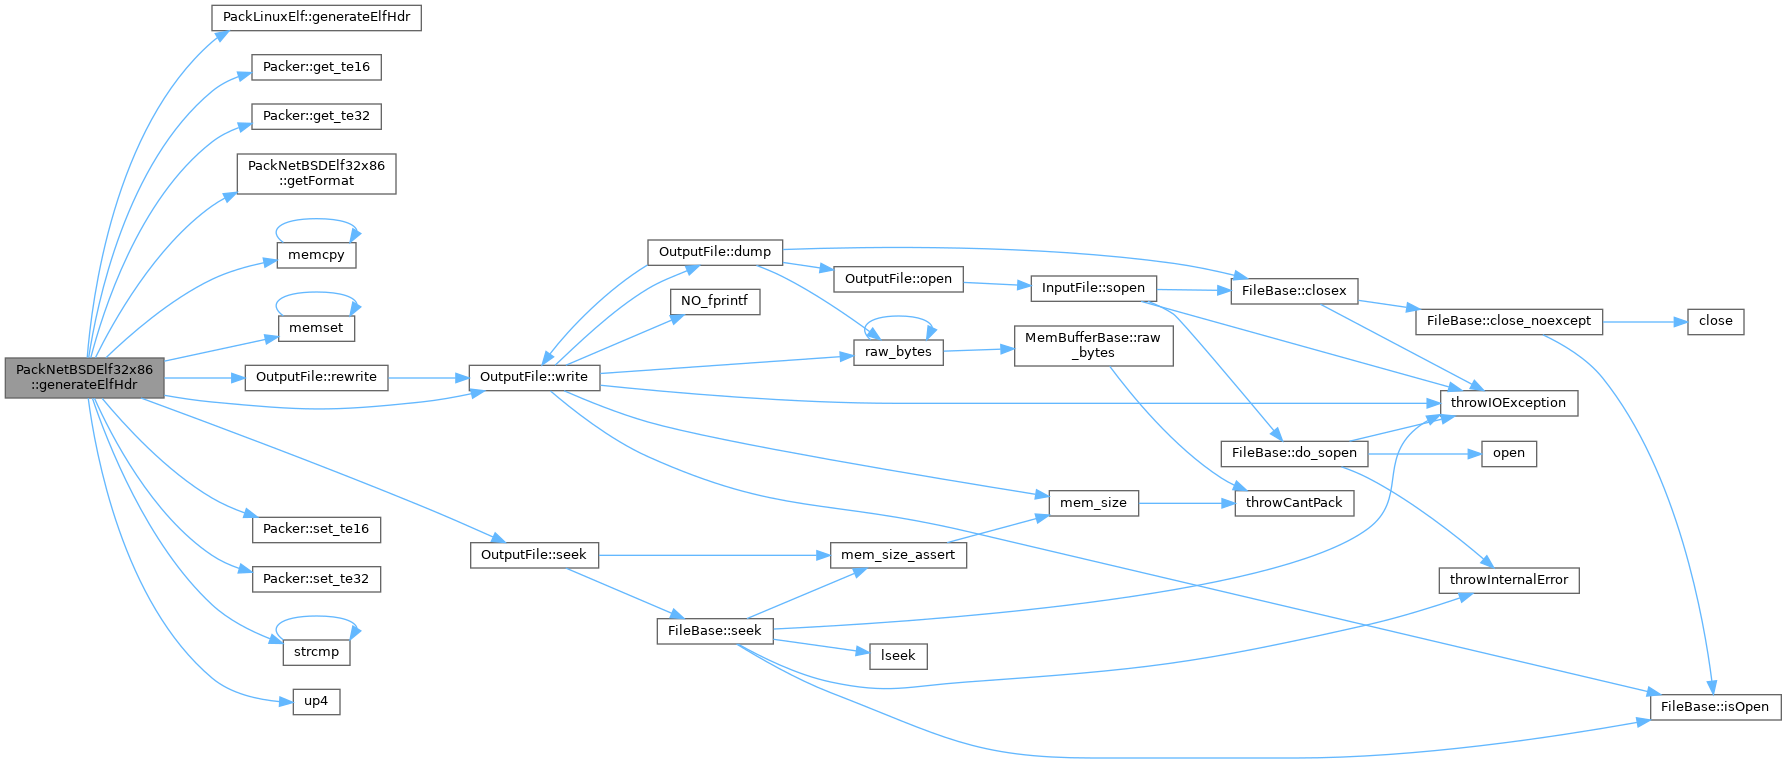 PackLinuxElf::generateElfHdr
Packer::get_te16
Packer::get_te32
PackNetBSDElf32x86
::getFormat
memcpy
memset
PackNetBSDElf32x86
::generateElfHdr
OutputFile::rewrite
Packer::set_te16
Packer::set_te32
strcmp
up4
OutputFile::write
OutputFile::seek
OutputFile::dump
NO_fprintf
FileBase::seek
OutputFile::open
raw_bytes
mem_size_assert
lseek
InputFile::sopen
MemBufferBase::raw
_bytes
mem_size
FileBase::closex
FileBase::do_sopen
throwCantPack
FileBase::close_noexcept
throwIOException
open
throwInternalError
close
FileBase::isOpen